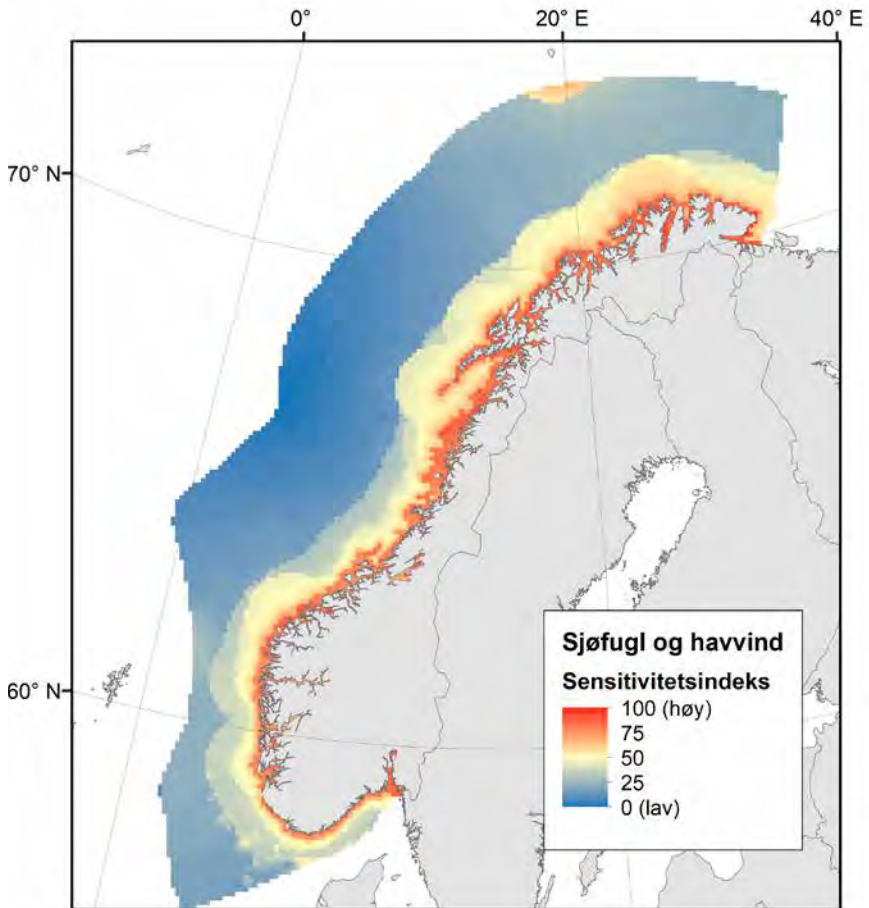 0° 20° E 40° E
70° N
60° N
Sjøfugl og havvind
Sensitivitetsindeks
100 (høy)
75
50
25
0 (lav)